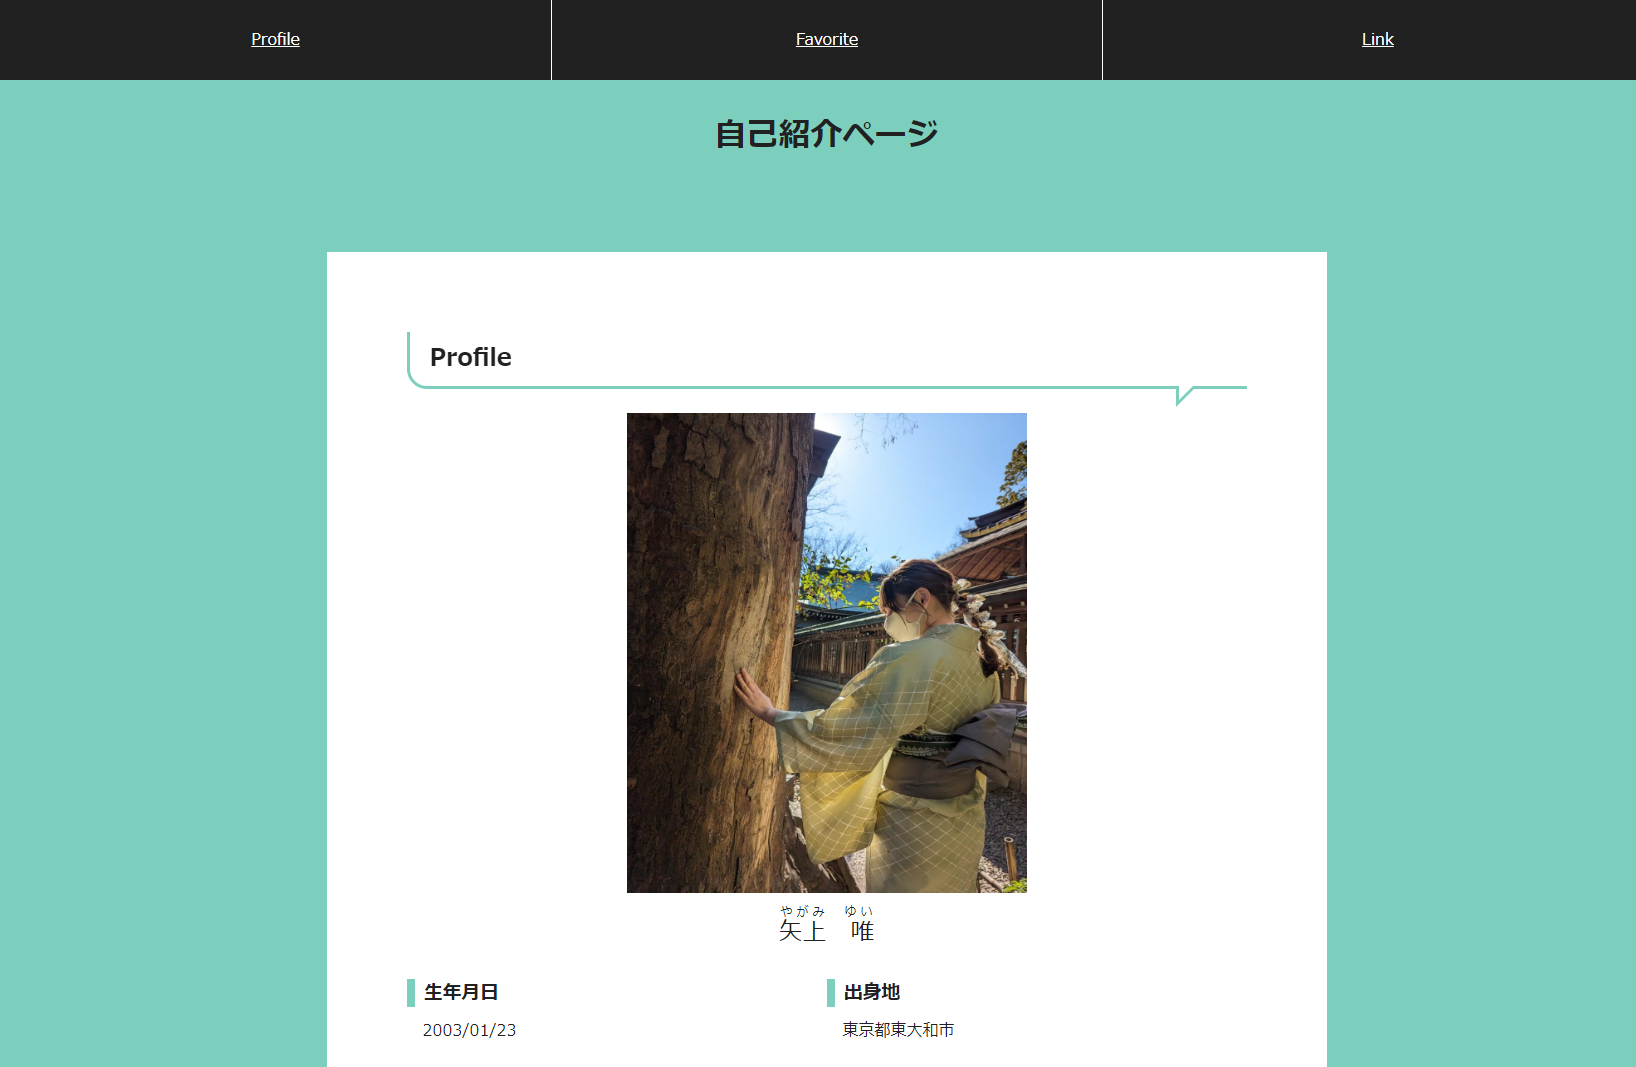 Profile
Favorite
Link
自己紹介ページ
Profile
やがみ　ゆい
矢上　唯
生年月日
出身地
2003/01/23
東京都東大和市